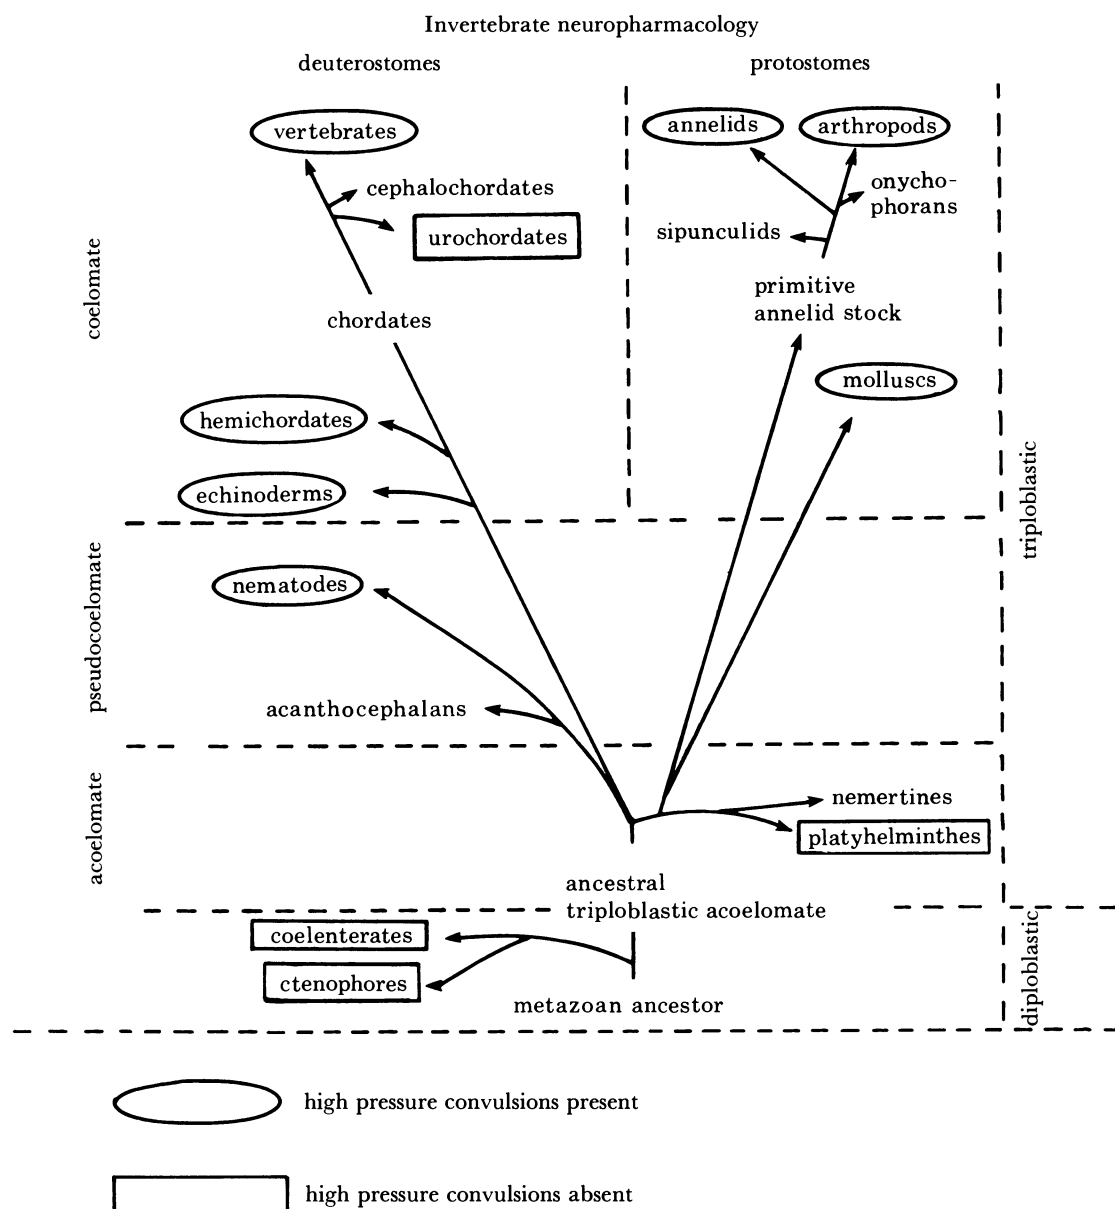 Invertebrate neuropharmacology
deuterostomes
protostomes
vertebrates
annelids
arthropods
cephalochordates
onycho-
phorans
urochordates
sipunculids
coelomate
primitive
annelid stock
chordates
molluscs
hemichordates
echinoderms
triploblastic
nematodes
pseudocoelomate
acanthocephalans
nemertines
platyhelminthes
acoelomate
ancestral
triploblastic acoelomate
coelenterates
ctenophores
diploblastic
metazoan ancestor
high pressure convulsions present
high pressure convulsions absent